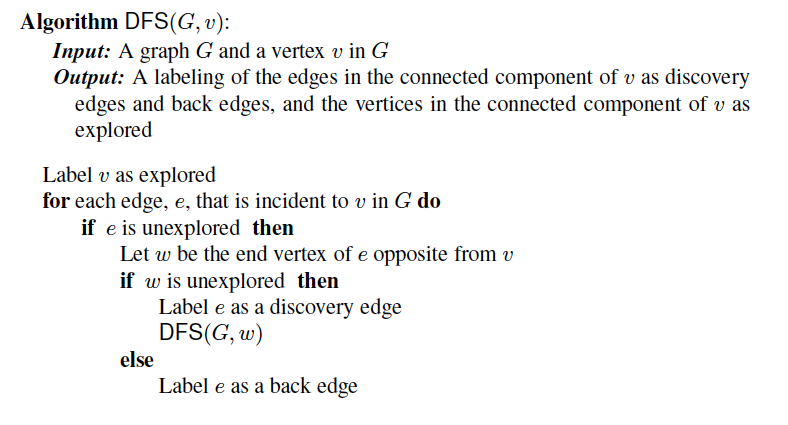 Algorithm DFS(G, v):
Input: A graph G and a vertex v in G
Output: A labeling of the edges in the connected component of v as discovery
edges and back edges, and the vertices in the connected component of v as
explored
Label v as explored
for each edge, e, that is incident to v in G do
if e is unexplored then
Let w be the end vertex of e opposite from v
if w is unexplored then
Label e as a discovery edge
DFS(G, w)
else
Label e as a back edge